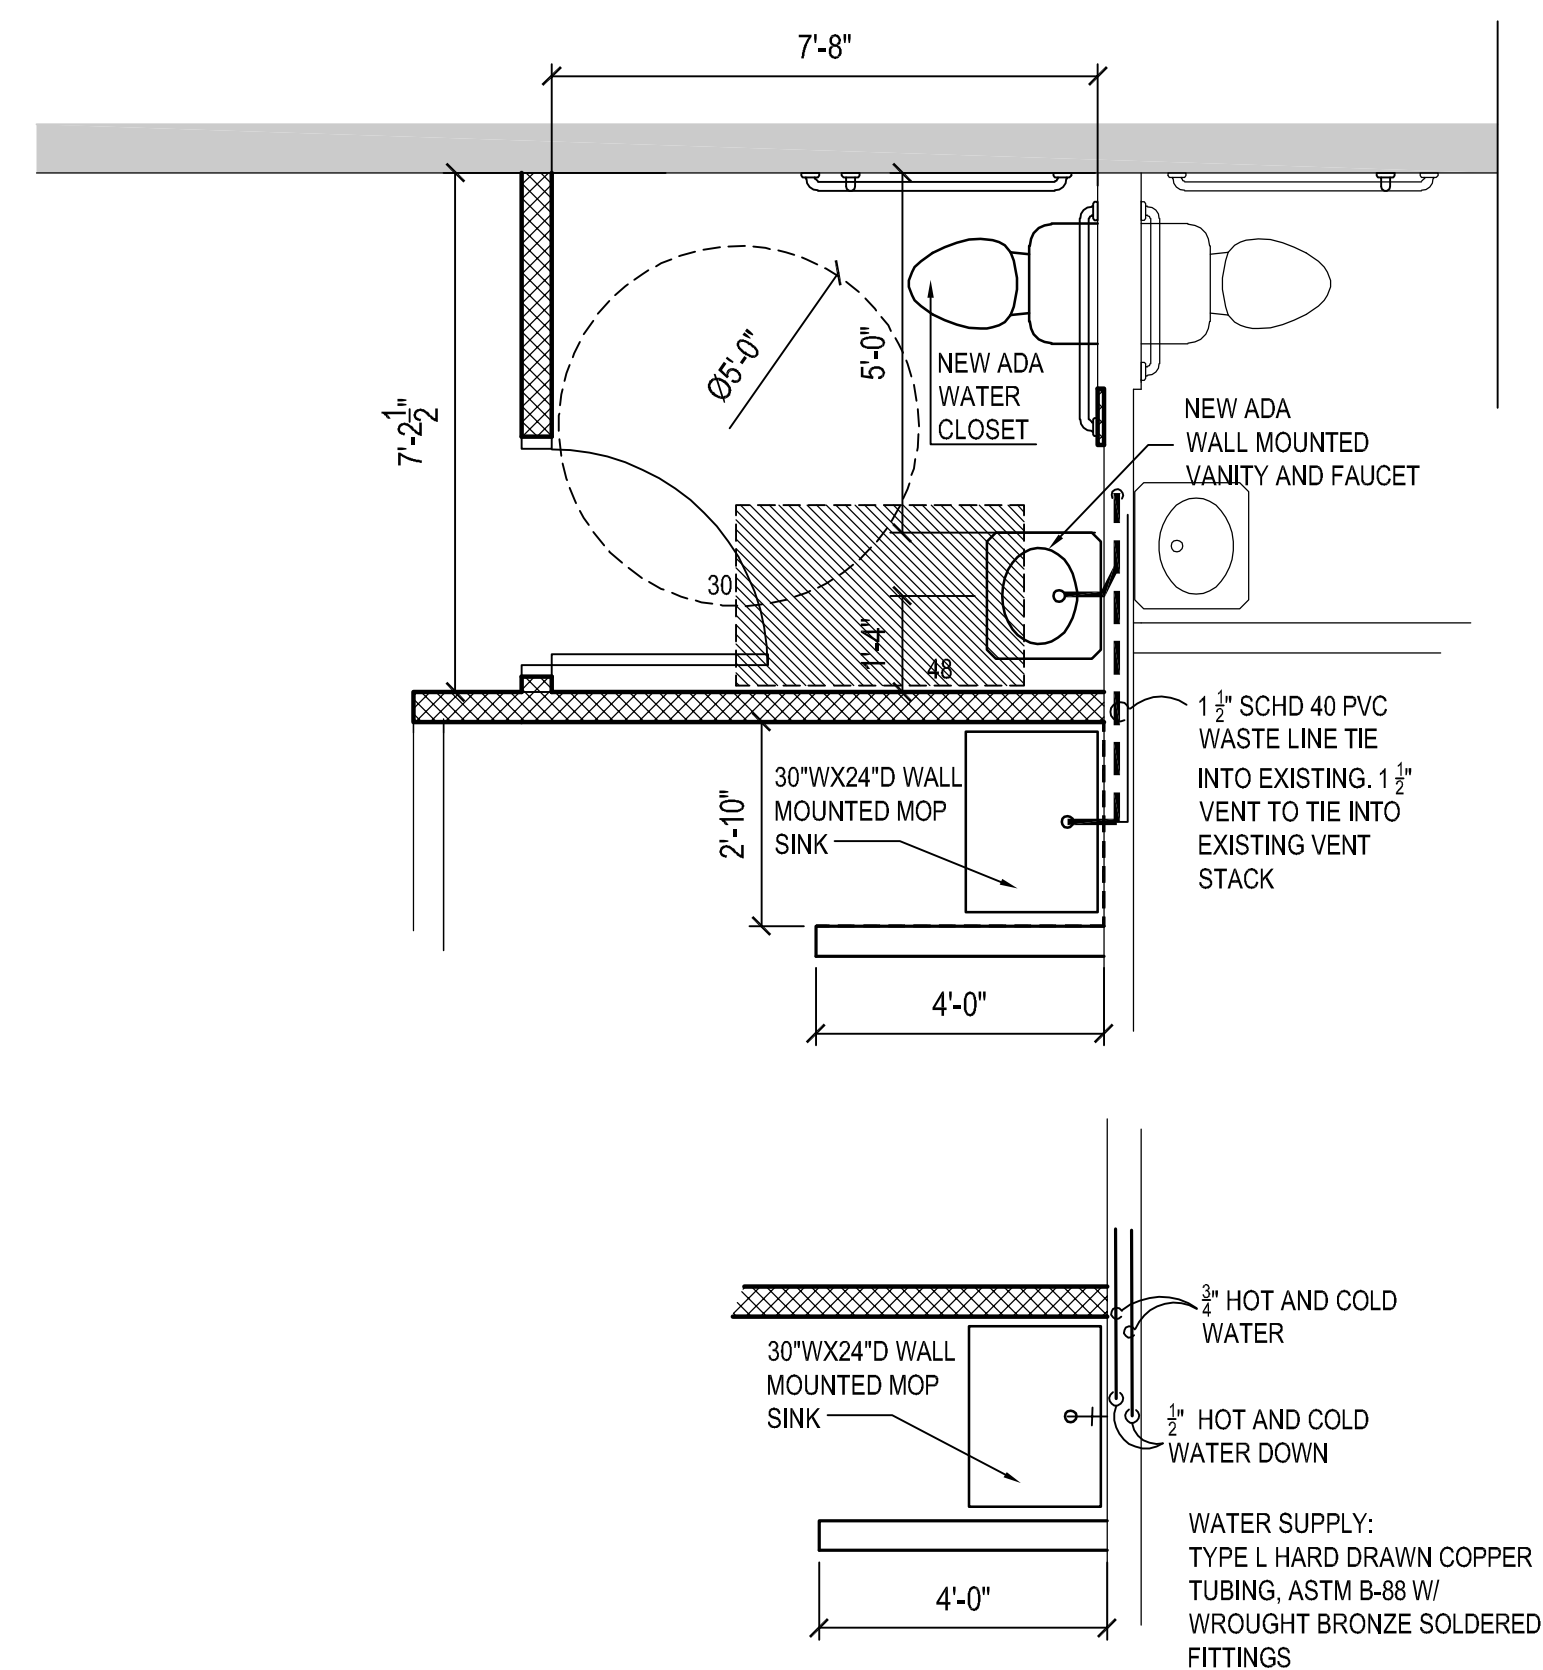 7'-8"
7'-2 1/2"
Ø5'-0"
5'-0"
NEW ADA
WATER
CLOSET
NEW ADA
WALL MOUNTED
VANITY AND FAUCET
30
1'-4"
48
1 1/2" SCHD 40 PVC
WASTE LINE TIE
INTO EXISTING. 1 1/2"
VENT TO TIE INTO
EXISTING VENT
STACK
30"WX24"D WALL
MOUNTED MOP
SINK
2'-10"
4'-0"
3/4" HOT AND COLD
WATER
30"WX24"D WALL
MOUNTED MOP
SINK
1/2" HOT AND COLD
WATER DOWN
4'-0"
WATER SUPPLY:
TYPE L HARD DRAWN COPPER
TUBING, ASTM B-88 W/
WROUGHT BRONZE SOLDERED
FITTINGS